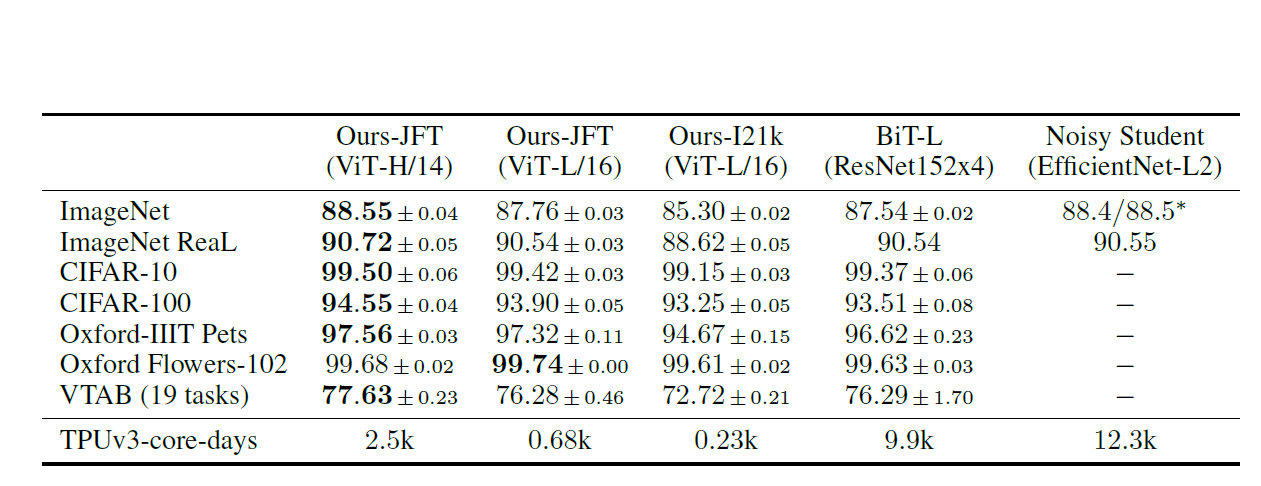 Ours-JFT Ours-JFT Ours-I21k BiT-L Noisy Student
(ViT-H/14) (ViT-L/16) (ViT-L/16) (ResNet152x4) (EfficientNet-L2)
ImageNet 88.55 ± 0.04 87.76 ± 0.03 85.30 ± 0.02 87.54 ± 0.02 88.4/88.5*
ImageNet ReaL 90.72 ± 0.05 90.54 ± 0.03 88.62 ± 0.05 90.54 90.55
CIFAR-10 99.50 ± 0.06 99.42 ± 0.03 99.15 ± 0.03 99.37 ± 0.06 −
CIFAR-100 94.55 ± 0.04 93.90 ± 0.05 93.25 ± 0.05 93.51 ± 0.08 −
Oxford-IIIT Pets 97.56 ± 0.03 97.32 ± 0.11 94.67 ± 0.15 96.62 ± 0.23 −
Oxford Flowers-102 99.68 ± 0.02 99.74 ± 0.00 99.61 ± 0.02 99.63 ± 0.03 −
VTAB (19 tasks) 77.63 ± 0.23 76.28 ± 0.46 72.72 ± 0.21 76.29 ± 1.70 −
TPUv3-core-days 2.5k 0.68k 0.23k 9.9k 12.3k